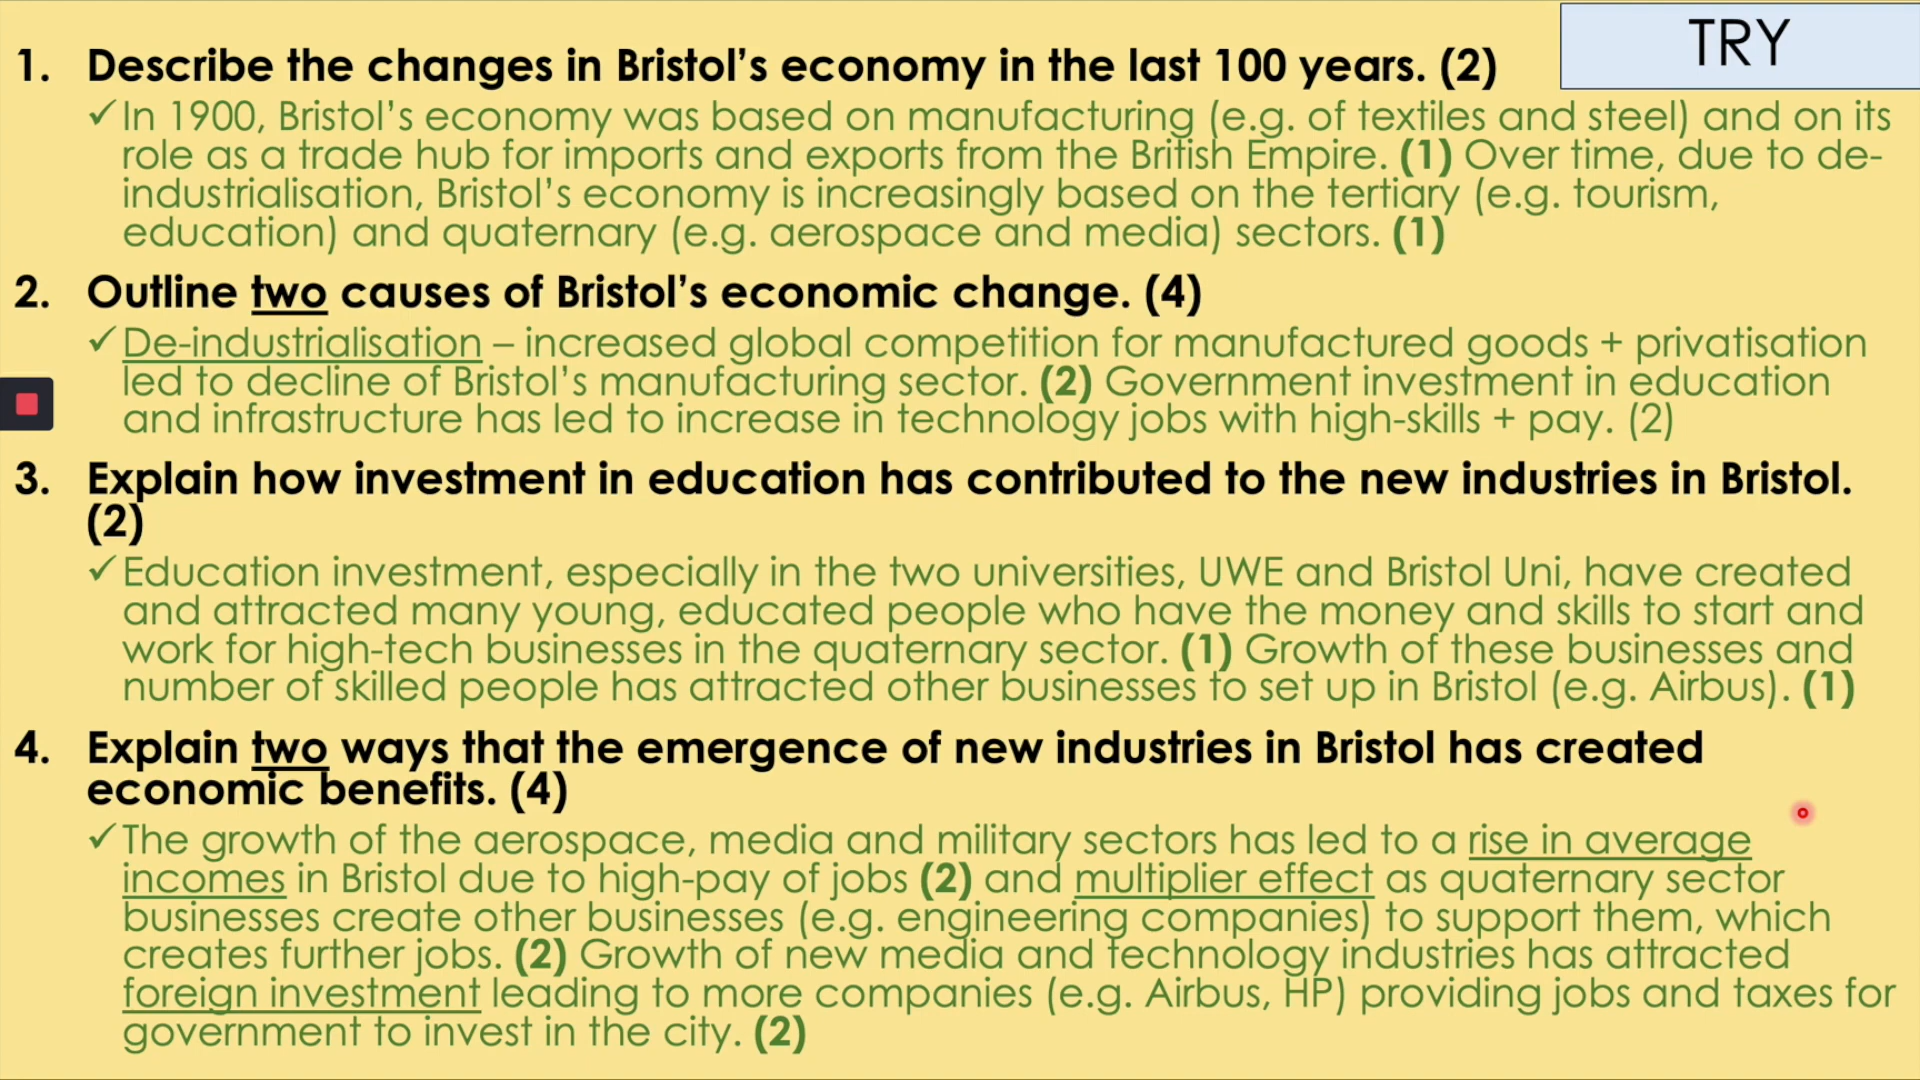 TRY
1. Describe the changes in Bristol’s economy in the last 100 years. (2)
✓In 1900, Bristol’s economy was based on manufacturing (e.g. of textiles and steel) and on its
role as a trade hub for imports and exports from the British Empire. (1) Over time, due to de-
industrialisation, Bristol’s economy is increasingly based on the tertiary (e.g. tourism,
education) and quaternary (e.g. aerospace and media) sectors. (1)
2. Outline two causes of Bristol’s economic change. (4)
✓De-industrialisation – increased global competition for manufactured goods + privatisation
led to decline of Bristol’s manufacturing sector. (2) Government investment in education
and infrastructure has led to increase in technology jobs with high-skills + pay. (2)
3. Explain how investment in education has contributed to the new industries in Bristol.
(2)
✓Education investment, especially in the two universities, UWE and Bristol Uni, have created
and attracted many young, educated people who have the money and skills to start and
work for high-tech businesses in the quaternary sector. (1) Growth of these businesses and
number of skilled people has attracted other businesses to set up in Bristol (e.g. Airbus). (1)
4. Explain two ways that the emergence of new industries in Bristol has created
economic benefits. (4)
✓The growth of the aerospace, media and military sectors has led to a rise in average
incomes in Bristol due to high-pay of jobs (2) and multiplier effect as quaternary sector
businesses create other businesses (e.g. engineering companies) to support them, which
creates further jobs. (2) Growth of new media and technology industries has attracted
foreign investment leading to more companies (e.g. Airbus, HP) providing jobs and taxes for
government to invest in the city. (2)